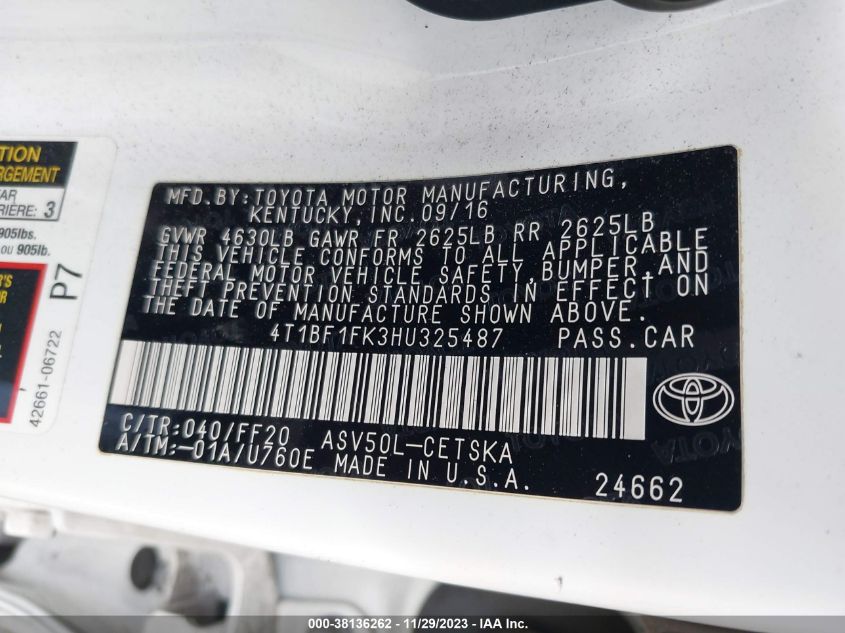 TION
RGEMENT
AR
RIÈRE: 3
905lbs.
OU 905lb.
R'S
R
P7
42661-06722
MFD.BY: TOYOTA MOTOR MANUFACTURING,
KENTUCKY, INC. 09/16
GVWR 4630LB GAWR FR 2625LB RR 2625LB
THIS VEHICLE CONFORMS TO ALL APPLICABLE
FEDERAL MOTOR VEHICLE SAFETY, BUMPER, AND
THEFT PREVENTION STANDARDS IN EFFECT ON
THE DATE OF MANUFACTURE SHOWN ABOVE.
4T1BF1FK3HU325487 PASS.CAR
C/TR: 040/FF20 ASV50L-CETSKA
A/TM: -01A/U760E MADE IN U.S.A.
24662
000-38136262 - 11/29/2023 - IAA Inc.